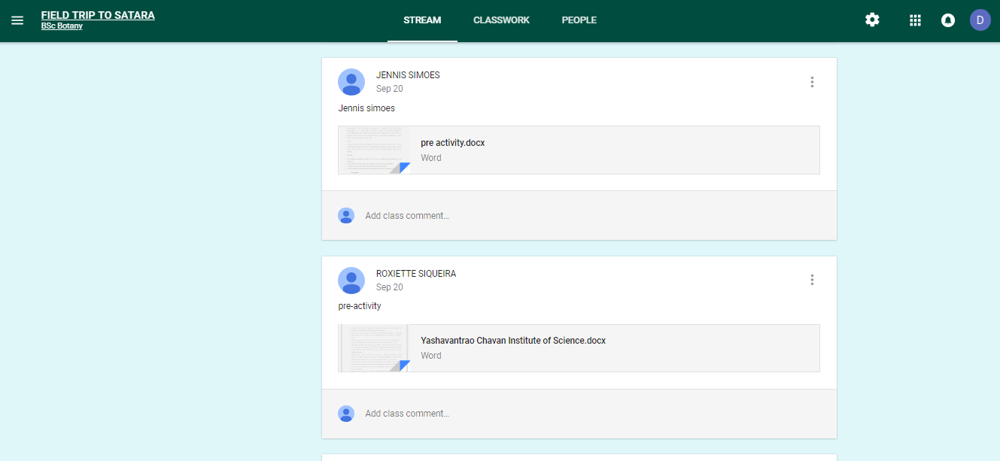 FIELD TRIP TO SATARA
BSc Botany
STREAM
CLASSWORK
PEOPLE
D
JENNIS SIMOES
Sep 20
Jennis simoes
pre activity.docx
Word
Add class comment...
ROXIETTE SIQUEIRA
Sep 20
pre-activity
Yashavantrao Chavan Institute of Science.docx
Word
Add class comment...